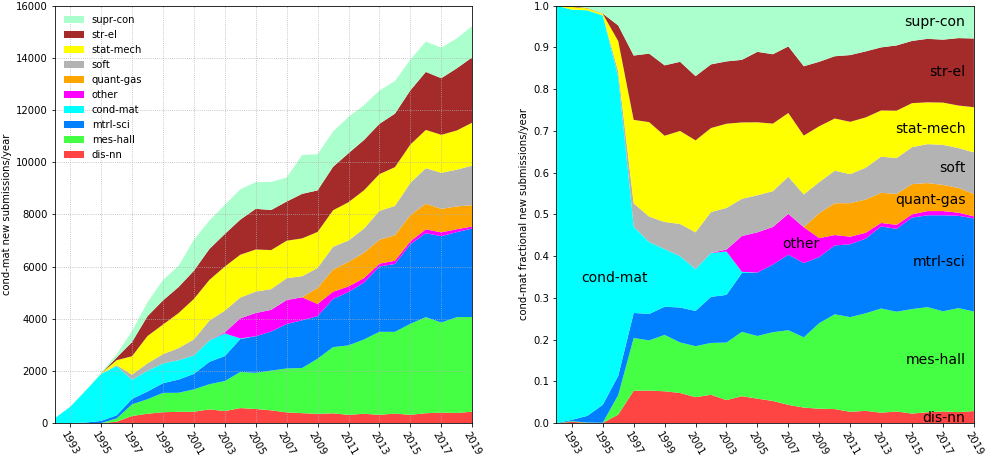 cond-mat new submissions/year
16000
14000
12000
10000
8000
6000
4000
2000
0
supr-con
str-el
stat-mech
soft
quant-gas
other
cond-mat
mtrl-sci
mes-hall
dis-nn
1993
1995
1997
1999
2001
2003
2005
2007
2009
2011
2013
2015
2017
2019
cond-mat fractional new submissions/year
1.0
0.9
0.8
0.7
0.6
0.5
0.4
0.3
0.2
0.1
0.0
supr-con
str-el
stat-mech
soft
quant-gas
other
mtrl-sci
cond-mat
mes-hall
dis-nn
1993
1995
1997
1999
2001
2003
2005
2007
2009
2011
2013
2015
2017
2019